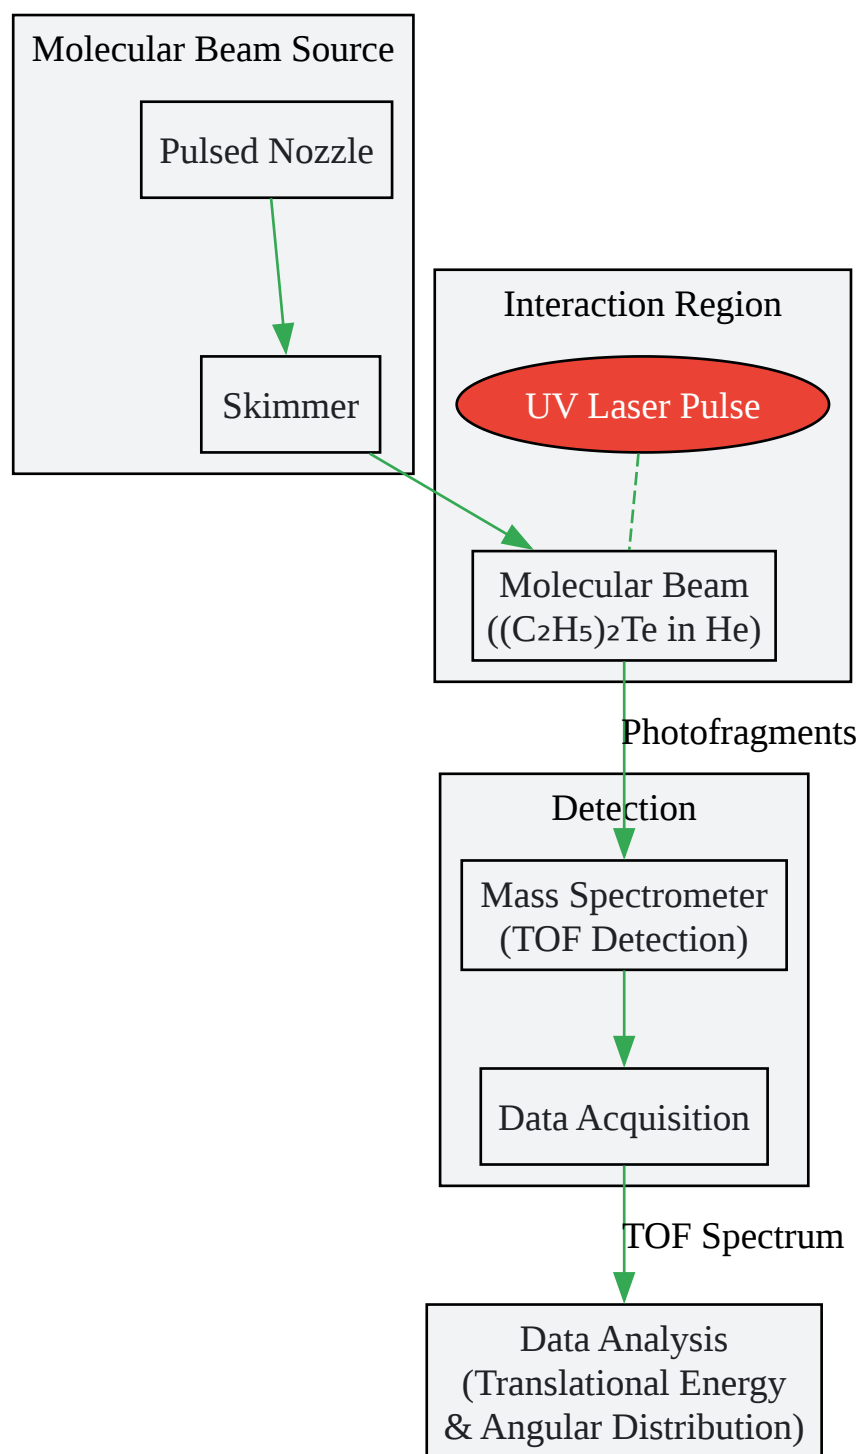 Molecular Beam Source
Pulsed Nozzle
Skimmer
Interaction Region
UV Laser Pulse
Molecular Beam
((C₂H₅)₂Te in He)
Photofragments
Detection
Mass Spectrometer
(TOF Detection)
Data Acquisition
TOF Spectrum
Data Analysis
(Translational Energy
& Angular Distribution)